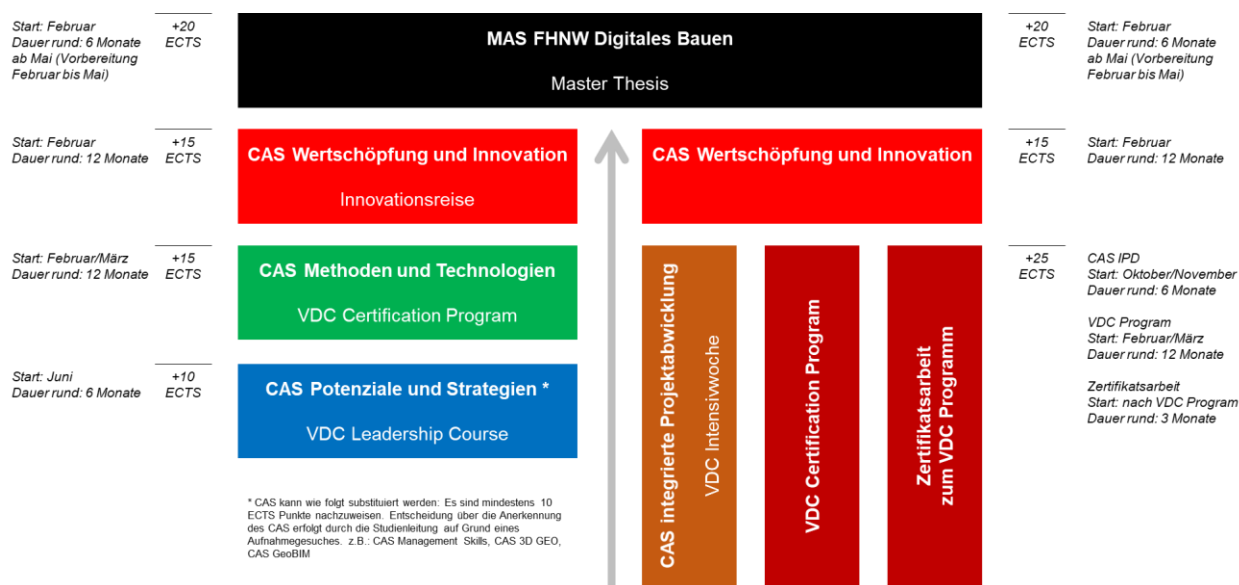 Start: Februar
Dauer rund: 6 Monate
ab Mai (Vorbereitung
Februar bis Mai)
+20
ECTS
MAS FHNW Digitales Bauen
Master Thesis
+20
ECTS
Start: Februar
Dauer rund: 6 Monate
ab Mai (Vorbereitung
Februar bis Mai)
Start: Februar
Dauer rund: 12 Monate
+15
ECTS
CAS Wertschöpfung und Innovation
Innovationsreise
CAS Wertschöpfung und Innovation
+15
ECTS
Start: Februar
Dauer rund: 12 Monate
Start: Februar/März
Dauer rund: 12 Monate
+15
ECTS
CAS Methoden und Technologien
VDC Certification Program
Start: Juni
Dauer rund: 6 Monate
+10
ECTS
CAS Potenziale und Strategien *
VDC Leadership Course
* CAS kann wie folgt substituiert werden: Es sind mindestens 10
ECTS Punkte nachzuweisen. Entscheidung über die Anerkennung
des CAS erfolgt durch die Studienleitung auf Grund eines
Aufnahmegesuches. z.B.: CAS Management Skills, CAS 3D GEO,
CAS GeoBIM
CAS integrierte Projektabwicklung
VDC Intensivwoche
VDC Certification Program
Zertifikatsarbeit
zum VDC Programm
+25
ECTS
CAS IPD
Start: Oktober/November
Dauer rund: 6 Monate
VDC Program
Start: Februar/März
Dauer rund: 12 Monate
Zertifikatsarbeit
Start: nach VDC Program
Dauer rund: 3 Monate